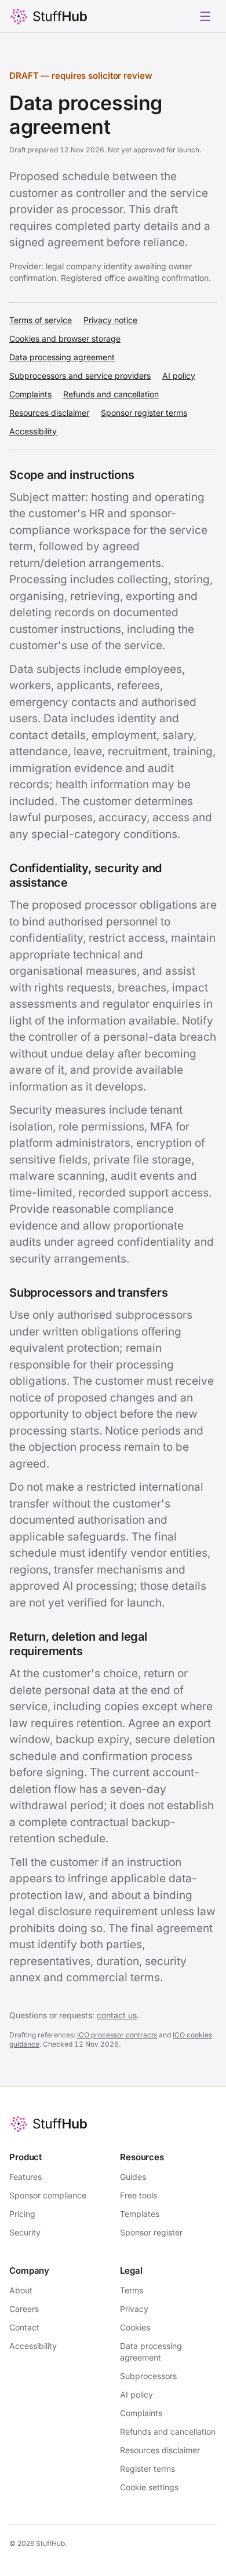 StuffHub
DRAFT — requires solicitor review
Data processing
agreement
Draft prepared 12 Nov 2026. Not yet approved for launch.
Proposed schedule between the
customer as controller and the service
provider as processor. This draft
requires completed party details and a
signed agreement before reliance.
Provider: legal company identity awaiting owner
confirmation. Registered office awaiting confirmation.
Terms of service Privacy notice
Cookies and browser storage
Data processing agreement
Subprocessors and service providers AI policy
Complaints Refunds and cancellation
Resources disclaimer Sponsor register terms
Accessibility
Scope and instructions
Subject matter: hosting and operating
the customer's HR and sponsor-
compliance workspace for the service
term, followed by agreed
return/deletion arrangements.
Processing includes collecting, storing,
organising, retrieving, exporting and
deleting records on documented
customer instructions, including the
customer's use of the service.
Data subjects include employees,
workers, applicants, referees,
emergency contacts and authorised
users. Data includes identity and
contact details, employment, salary,
attendance, leave, recruitment, training,
immigration evidence and audit
records; health information may be
included. The customer determines
lawful purposes, accuracy, access and
any special-category conditions.
Confidentiality, security and
assistance
The proposed processor obligations are
to bind authorised personnel to
confidentiality, restrict access, maintain
appropriate technical and
organisational measures, and assist
with rights requests, breaches, impact
assessments and regulator enquiries in
light of the information available. Notify
the controller of a personal-data breach
without undue delay after becoming
aware of it, and provide available
information as it develops.
Security measures include tenant
isolation, role permissions, MFA for
platform administrators, encryption of
sensitive fields, private file storage,
malware scanning, audit events and
time-limited, recorded support access.
Provide reasonable compliance
evidence and allow proportionate
audits under agreed confidentiality and
security arrangements.
Subprocessors and transfers
Use only authorised subprocessors
under written obligations offering
equivalent protection; remain
responsible for their processing
obligations. The customer must receive
notice of proposed changes and an
opportunity to object before the new
processing starts. Notice periods and
the objection process remain to be
agreed.
Do not make a restricted international
transfer without the customer's
documented authorisation and
applicable safeguards. The final
schedule must identify vendor entities,
regions, transfer mechanisms and
approved AI processing; those details
are not yet verified for launch.
Return, deletion and legal
requirements
At the customer's choice, return or
delete personal data at the end of
service, including copies except where
law requires retention. Agree an export
window, backup expiry, secure deletion
schedule and confirmation process
before signing. The current account-
deletion flow has a seven-day
withdrawal period; it does not establish
a complete contractual backup-
retention schedule.
Tell the customer if an instruction
appears to infringe applicable data-
protection law, and about a binding
legal disclosure requirement unless law
prohibits doing so. The final agreement
must identify both parties,
representatives, duration, security
annex and commercial terms.
Questions or requests: contact us.
Drafting references: ICO processor contracts and ICO cookies
guidance. Checked 12 Nov 2026.
StuffHub
Product
Features
Sponsor compliance
Pricing
Security
Resources
Guides
Free tools
Templates
Sponsor register
Company
About
Careers
Contact
Accessibility
Legal
Terms
Privacy
Cookies
Data processing
agreement
Subprocessors
AI policy
Complaints
Refunds and cancellation
Resources disclaimer
Register terms
Cookie settings
© 2026 StuffHub.